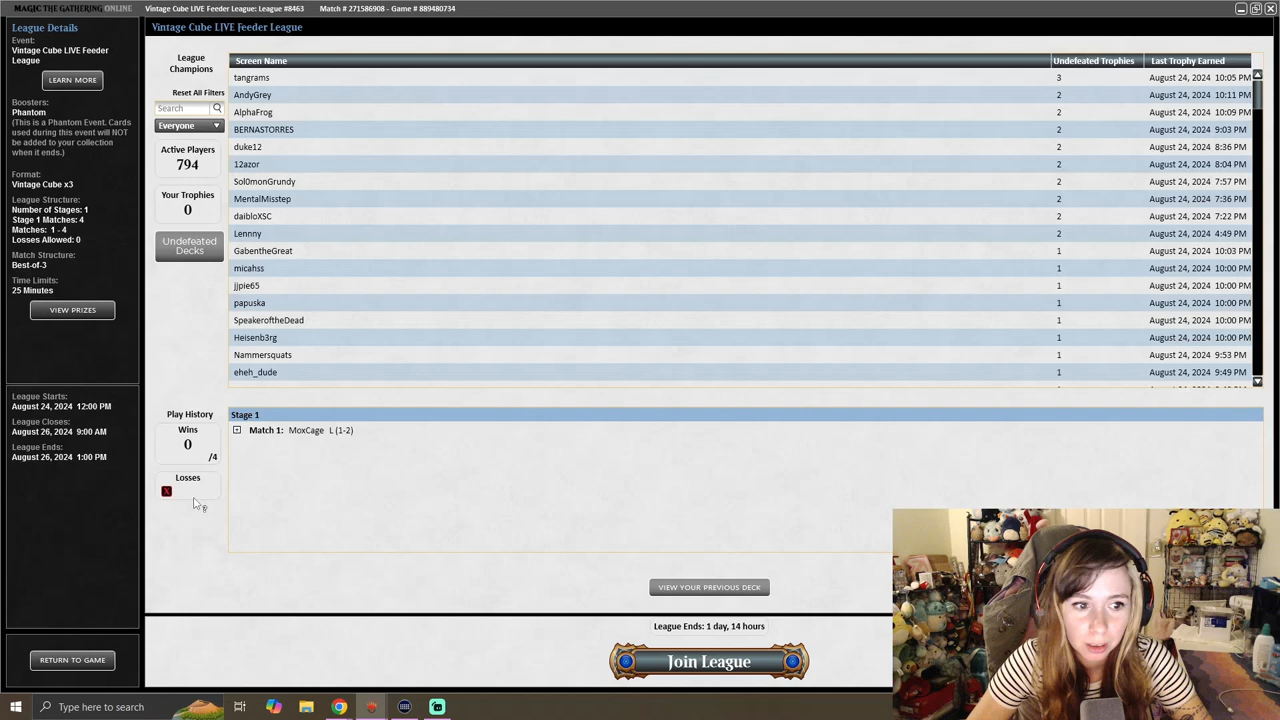 MAGIC THE GATHERING ONLINE
Vintage Cube LIVE Feeder League: League #8463 Match # 271586908 - Game # 889480734
League Details
Event:
Vintage Cube LIVE Feeder
League
LEARN MORE
Boosters:
Phantom
(This is a Phantom Event. Cards
used during this event will NOT
be added to your collection
when it ends.)
Format:
Vintage Cube x3
League Structure:
Number of Stages: 1
Stage 1 Matches: 4
Matches: 1 - 4
Losses Allowed: 0
Match Structure:
Best-of-3
Time Limits:
25 Minutes
VIEW PRIZES
League Starts:
August 24, 2024 12:00 PM
League Closes:
August 26, 2024 9:00 AM
League Ends:
August 26, 2024 1:00 PM
RETURN TO GAME
Vintage Cube LIVE Feeder League
League
Champions
Reset All Filters
Search
Everyone
Active Players
794
Your Trophies
0
Undefeated
Decks
Screen Name Undefeated Trophies Last Trophy Earned
tangrams 3 August 24, 2024 10:05 PM
AndyGrey 2 August 24, 2024 10:11 PM
AlphaFrog 2 August 24, 2024 10:09 PM
BERNASTORRES 2 August 24, 2024 9:03 PM
duke12 2 August 24, 2024 8:36 PM
12azor 2 August 24, 2024 8:04 PM
Sol0monGrundy 2 August 24, 2024 7:57 PM
MentalMisstep 2 August 24, 2024 7:36 PM
daibloXSC 2 August 24, 2024 7:22 PM
Lennny 2 August 24, 2024 4:49 PM
GabentheGreat 1 August 24, 2024 10:03 PM
micahss 1 August 24, 2024 10:00 PM
jjpie65 1 August 24, 2024 10:00 PM
papuska 1 August 24, 2024 10:00 PM
SpeakeroftheDead 1 August 24, 2024 10:00 PM
Heisenb3rg 1 August 24, 2024 10:00 PM
Nammersquats 1 August 24, 2024 9:53 PM
eheh_dude 1 August 24, 2024 9:49 PM
Play History
Wins
0
/4
Losses
X
Stage 1
Match 1: MoxCage L (1-2)
VIEW YOUR PREVIOUS DECK
League Ends: 1 day, 14 hours
Join League
Type here to search